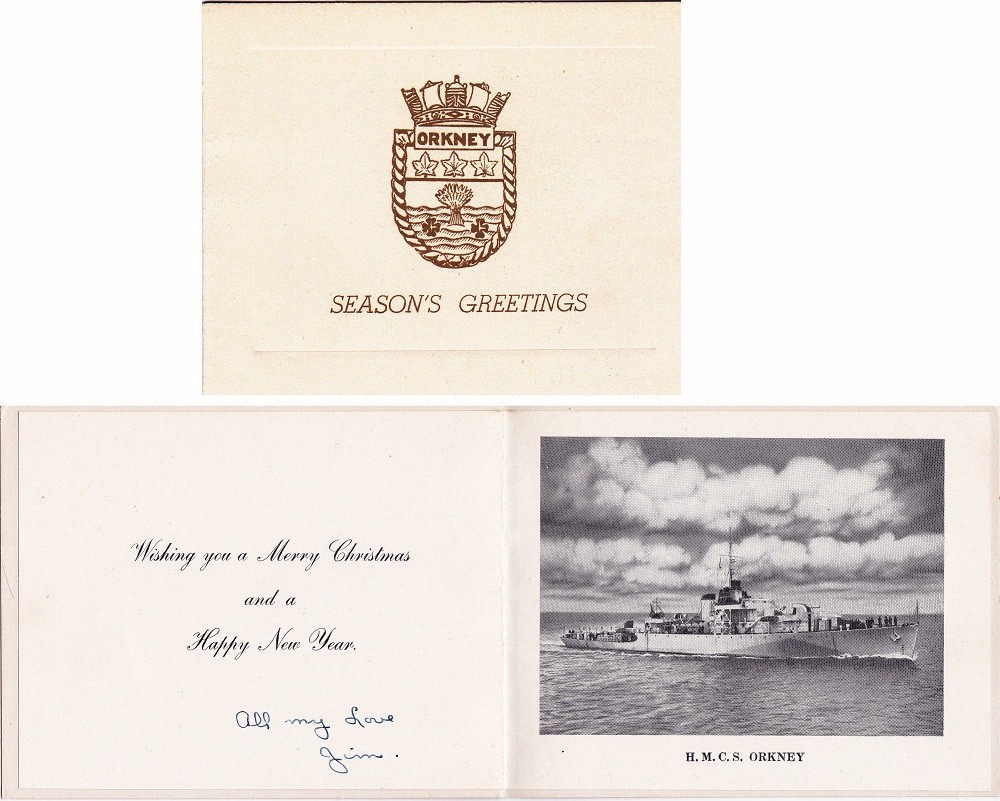 ORKNEY
SEASON'S GREETINGS
Wishing you a Merry Christmas
and a
Happy New Year.
All my Love
Jim.
H.M.C.S. ORKNEY